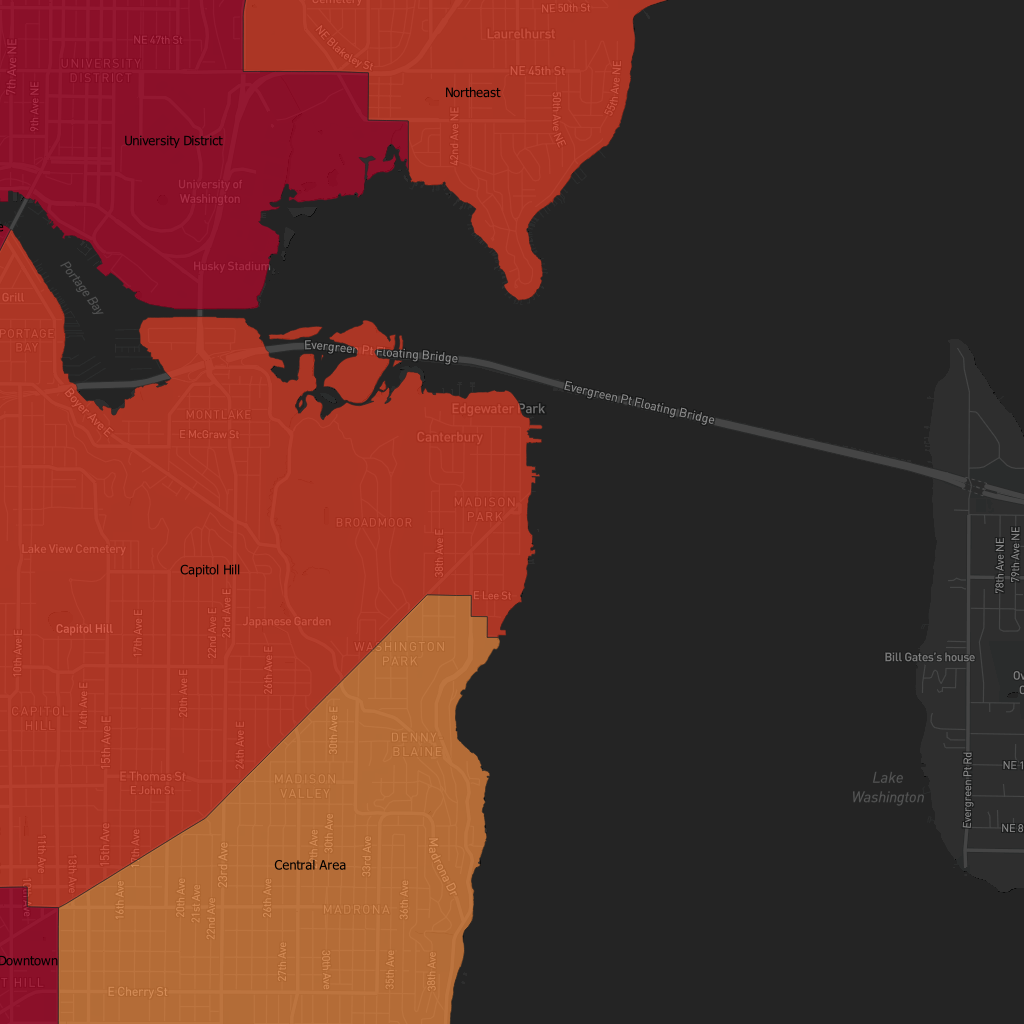 Cemetery
NE 50th St
Laurelhurst
NE Blakeley St
NE 47th St
7th Ave NE
UNIVERSITY
DISTRICT
NE 45th St
9th Ave NE
Northeast
55th Ave NE
50th Ave NE
42nd Ave NE
University District
University of
Washington
Husky Stadium
Portage Bay
Grill
PORTAGE
BAY
Evergreen Pt Floating Bridge
Evergreen Pt Floating Bridge
Boyer Ave E
MONTLAKE
E McGraw St
Edgewater Park
Canterbury
MADISON
PARK
BROADMOOR
38th Ave E
78th Ave NE
79th Ave NE
Lake View Cemetery
Capitol Hill
E Lee St
Capitol Hill
17th Ave E
22nd Ave E
23rd Ave E
Japanese Garden
10th Ave E
26th Ave E
WASHINGTON
PARK
Bill Gates's house
14th Ave E
15th Ave E
20th Ave E
24th Ave E
30th Ave E
CAPITOL
HILL
DENNY
BLAINE
E Thomas St
E John St
MADISON
VALLEY
Lake
Washington
Evergreen Pt Rd
NE 1
NE 8
11th Ave
13th Ave
15th Ave
17th Ave
23rd Ave
30th Ave
33rd Ave
Madrona Dr
Central Area
16th Ave
20th Ave
21st Ave
22nd Ave
26th Ave
MADRONA
36th Ave
Downtown
T HILL
27th Ave
30th Ave
35th Ave
38th Ave
E Cherry St